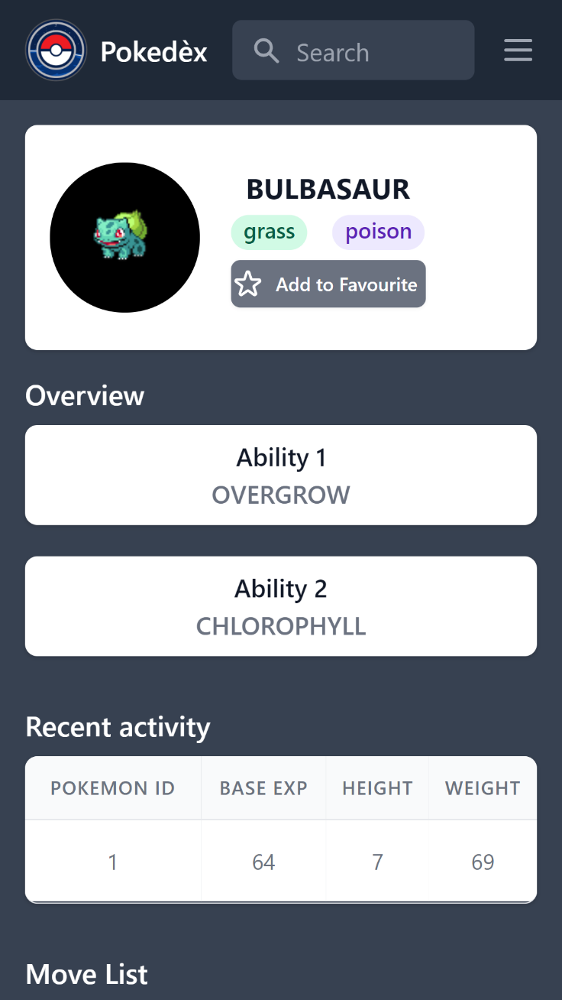 Pokedèx
Search
BULBASAUR
grass poison
Add to Favourite
Overview
Ability 1
OVERGROW
Ability 2
CHLOROPHYLL
Recent activity
POKEMON ID BASE EXP HEIGHT WEIGHT
1 64 7 69
Move List